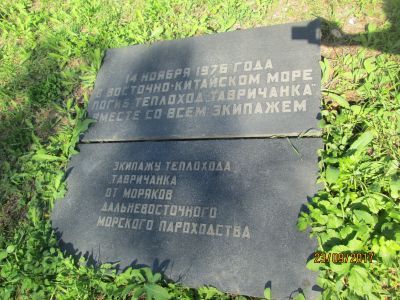 14 НОЯБРЯ 1976 ГОДА
В ВОСТОЧНО-КИТАЙСКОМ МОРЕ
ПОГИБ ТЕПЛОХОД "ТАВРИЧАНКА"
ВМЕСТЕ СО ВСЕМ ЭКИПАЖЕМ
ЭКИПАЖУ ТЕПЛОХОДА
ТАВРИЧАНКА
ОТ МОРЯКОВ
ДАЛЬНЕВОСТОЧНОГО
МОРСКОГО ПАРОХОДСТВА
23/09/2017